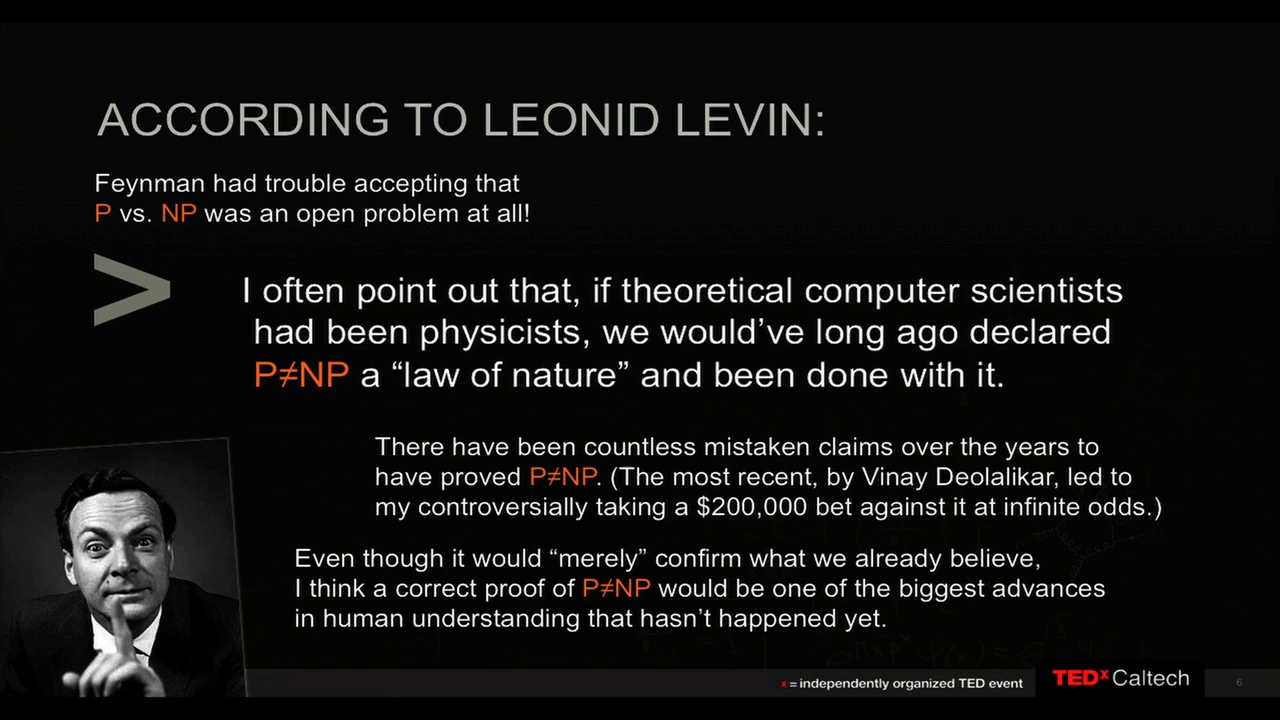 ACCORDING TO LEONID LEVIN:
Feynman had trouble accepting that
P vs. NP was an open problem at all!
>
I often point out that, if theoretical computer scientists
had been physicists, we would’ve long ago declared
P≠NP a “law of nature” and been done with it.
There have been countless mistaken claims over the years to
have proved P≠NP. (The most recent, by Vinay Deolalikar, led to
my controversially taking a $200,000 bet against it at infinite odds.)
Even though it would “merely” confirm what we already believe,
I think a correct proof of P≠NP would be one of the biggest advances
in human understanding that hasn’t happened yet.
x = independently organized TED event
TEDx Caltech
6